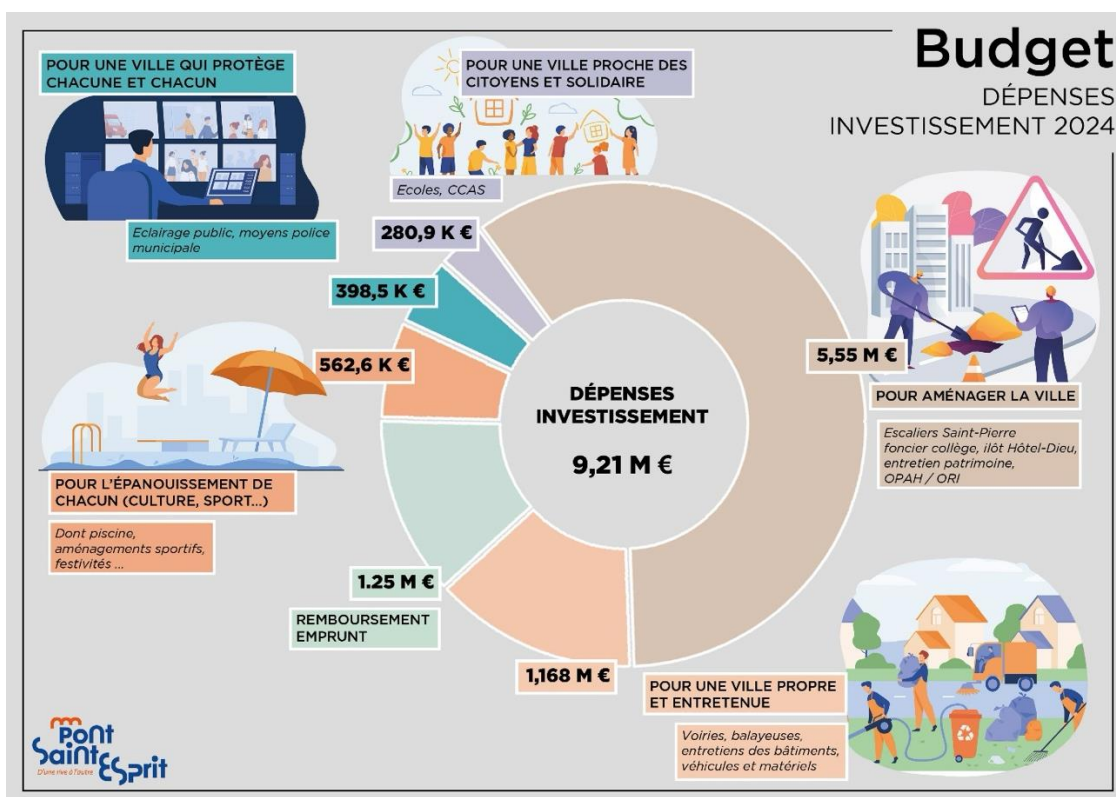 Budget
DÉPENSES
INVESTISSEMENT 2024
POUR UNE VILLE QUI PROTÈGE
CHACUNE ET CHACUN
Eclairage public, moyens police
municipale
POUR UNE VILLE PROCHE DES
CITOYENS ET SOLIDAIRE
Ecoles, CCAS
280,9 K €
398,5 K €
562,6 K €
5,55 M €
POUR AMÉNAGER LA VILLE
Escaliers Saint-Pierre
foncier collège, ilôt Hôtel-Dieu,
entretien patrimoine,
OPAH / ORI
DÉPENSES
INVESTISSEMENT
9,21 M €
POUR L'ÉPANOUISSEMENT DE
CHACUN (CULTURE, SPORT...)
Dont piscine,
aménagements sportifs,
festivités ...
1.25 M €
REMBOURSEMENT
EMPRUNT
1,168 M €
POUR UNE VILLE PROPRE
ET ENTRETENUE
Voiries, balayeuses,
entretiens des bâtiments,
véhicules et matériels
Pont
Saint ESprit
D'une rive à l'autre